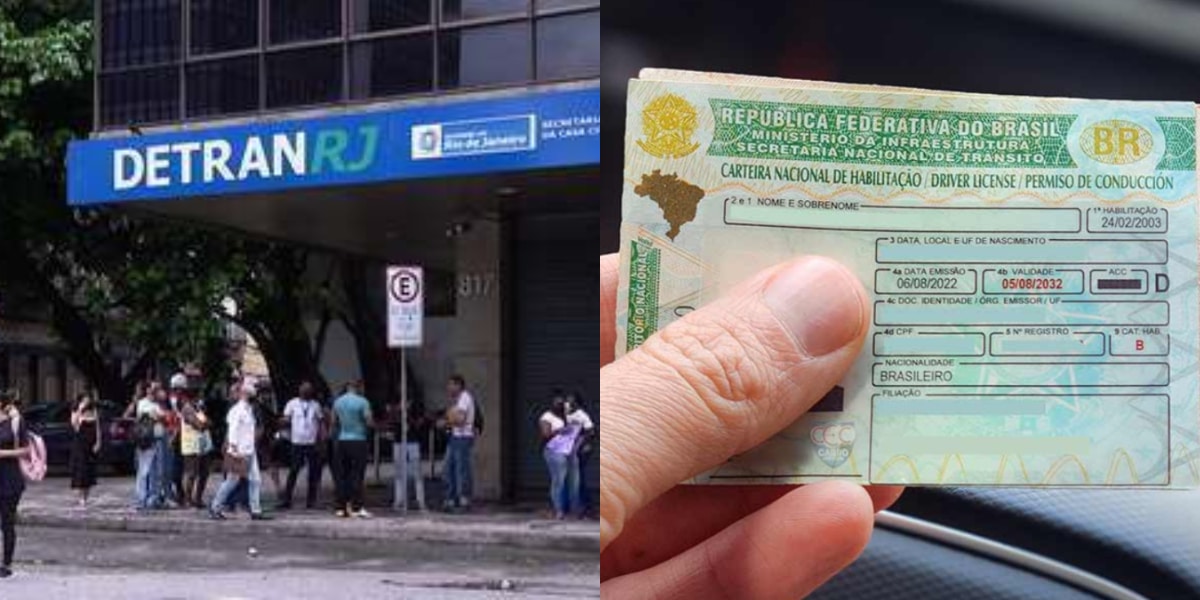 DETRANRJ
Rio de Janeiro
SECRETARIA
DA CASA CI
E
817
REPÚBLICA FEDERATIVA DO BRASIL
MINISTÉRIO DA INFRAESTRUTURA
SECRETARIA NACIONAL DE TRÂNSITO
BR
CARTEIRA NACIONAL DE HABILITAÇÃO / DRIVER LICENSE / PERMISO DE CONDUCCIÓN
2 e 1 NOME E SOBRENOME
1ª HABILITAÇÃO
24/02/2003
3 DATA, LOCAL E UF DE NASCIMENTO
4a DATA EMISSÃO
06/08/2022
4b VALIDADE
05/08/2032
ACC
D
4c DOC. IDENTIDADE / ÓRG. EMISSOR / UF
4d CPF
5 Nº REGISTRO
9 CAT. HAB.
B
NACIONALIDADE
BRASILEIRO
FILIAÇÃO